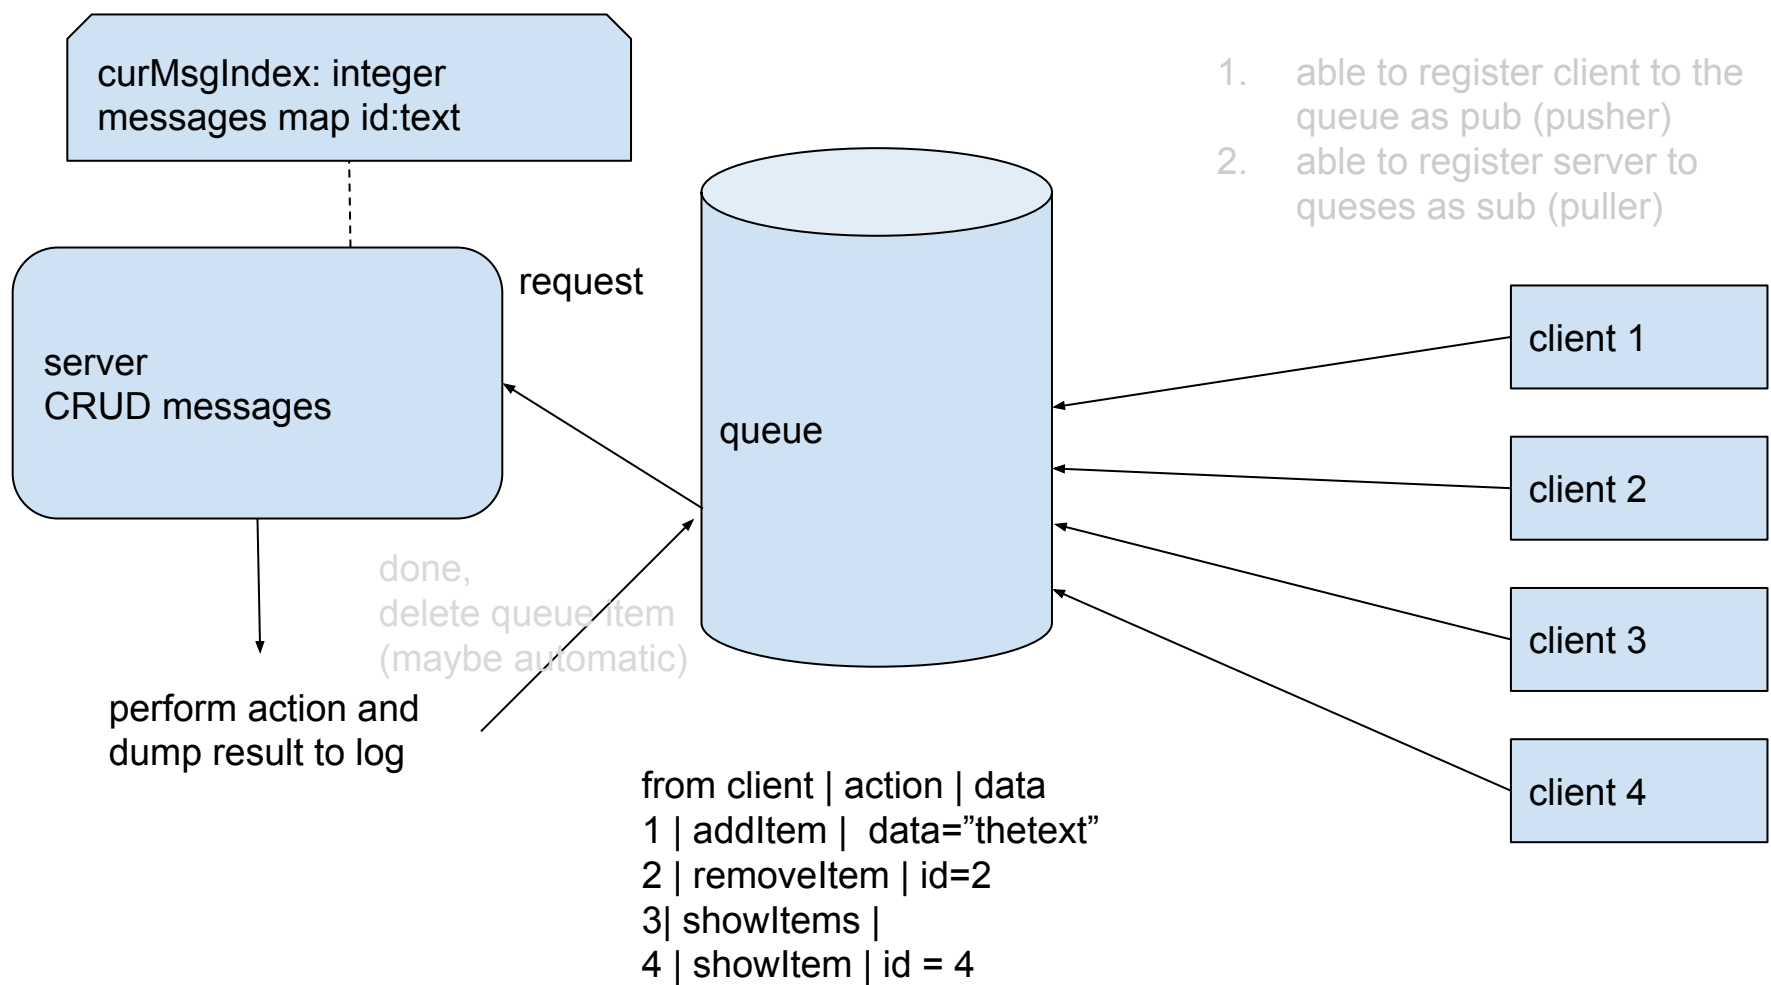 curMsgIndex: integer
messages map id:text
1. able to register client to the
queue as pub (pusher)
2. able to register server to
queses as sub (puller)
request
server
CRUD messages
queue
client 1
client 2
client 3
client 4
done,
delete queue item
(maybe automatic)
perform action and
dump result to log
from client | action | data
1 | addItem |  data=”thetext”
2 | removeItem | id=2
3| showItems |
4 | showItem | id = 4